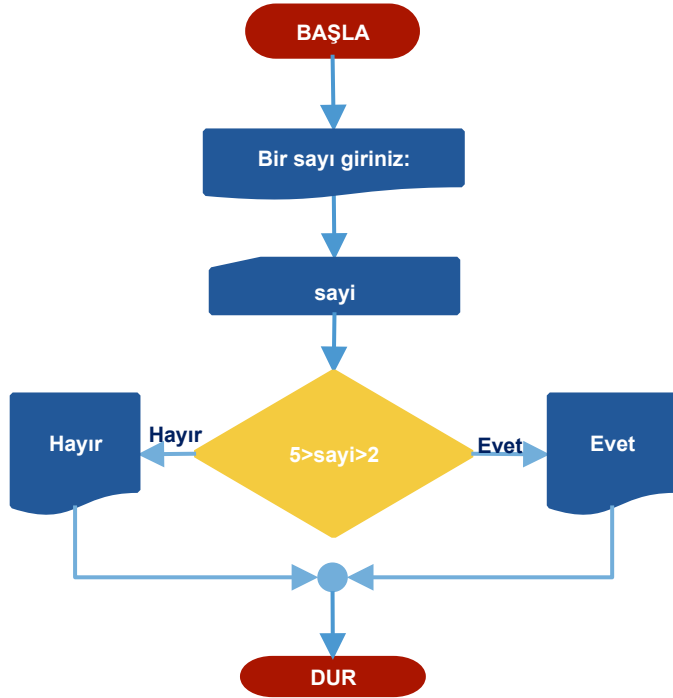 BAŞLA
Bir sayı giriniz:
sayi
5>sayi>2
Hayır
Hayır
Evet
Evet
DUR